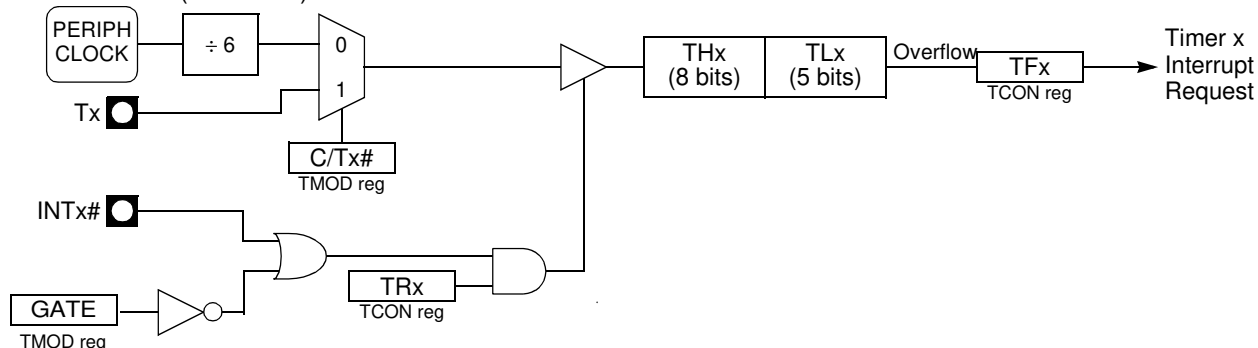 PERIPH
CLOCK
÷ 6
0
1
Tx
C/Tx#
TMOD reg
THx
(8 bits)
TLx
(5 bits)
Overflow
TFx
TCON reg
Timer x
Interrupt
Request
INTx#
TRx
TCON reg
GATE
TMOD reg